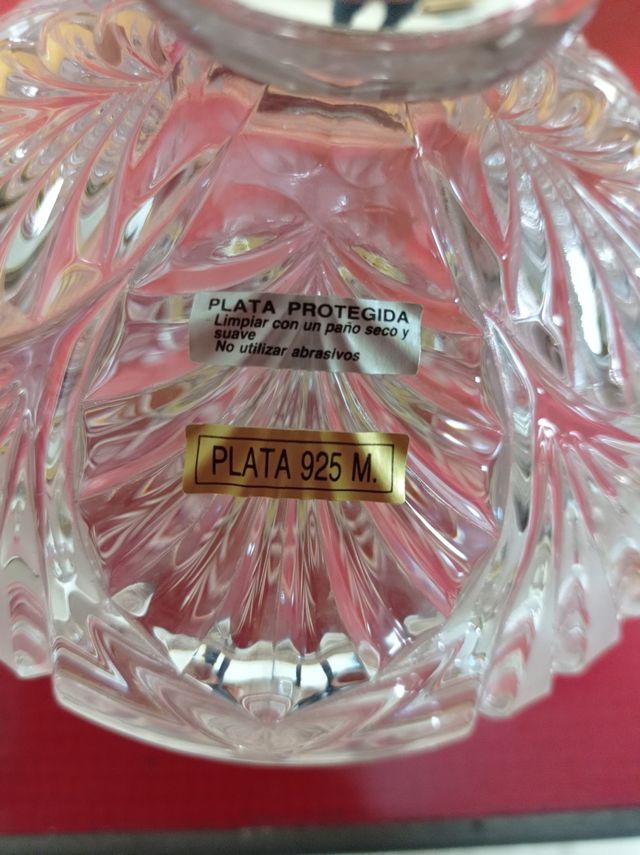 PLATA PROTEGIDA
Limpiar con un paño seco y
suave
No utilizar abrasivos
PLATA 925 M.